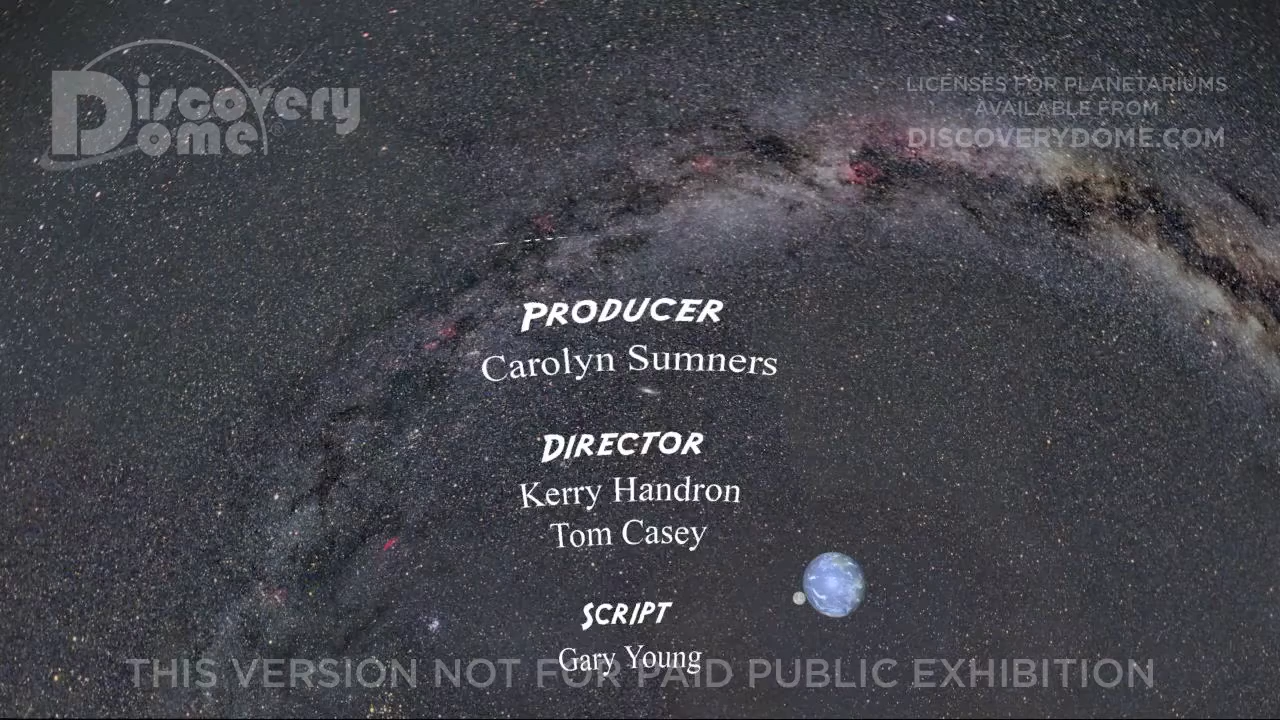 Discovery
Dome
LICENSES FOR PLANETARIUMS
AVAILABLE FROM
DISCOVERYDOME.COM
PRODUCER
Carolyn Sumners
DIRECTOR
Kerry Handron
Tom Casey
SCRIPT
Gary Young
THIS VERSION NOT FOR PAID PUBLIC EXHIBITION